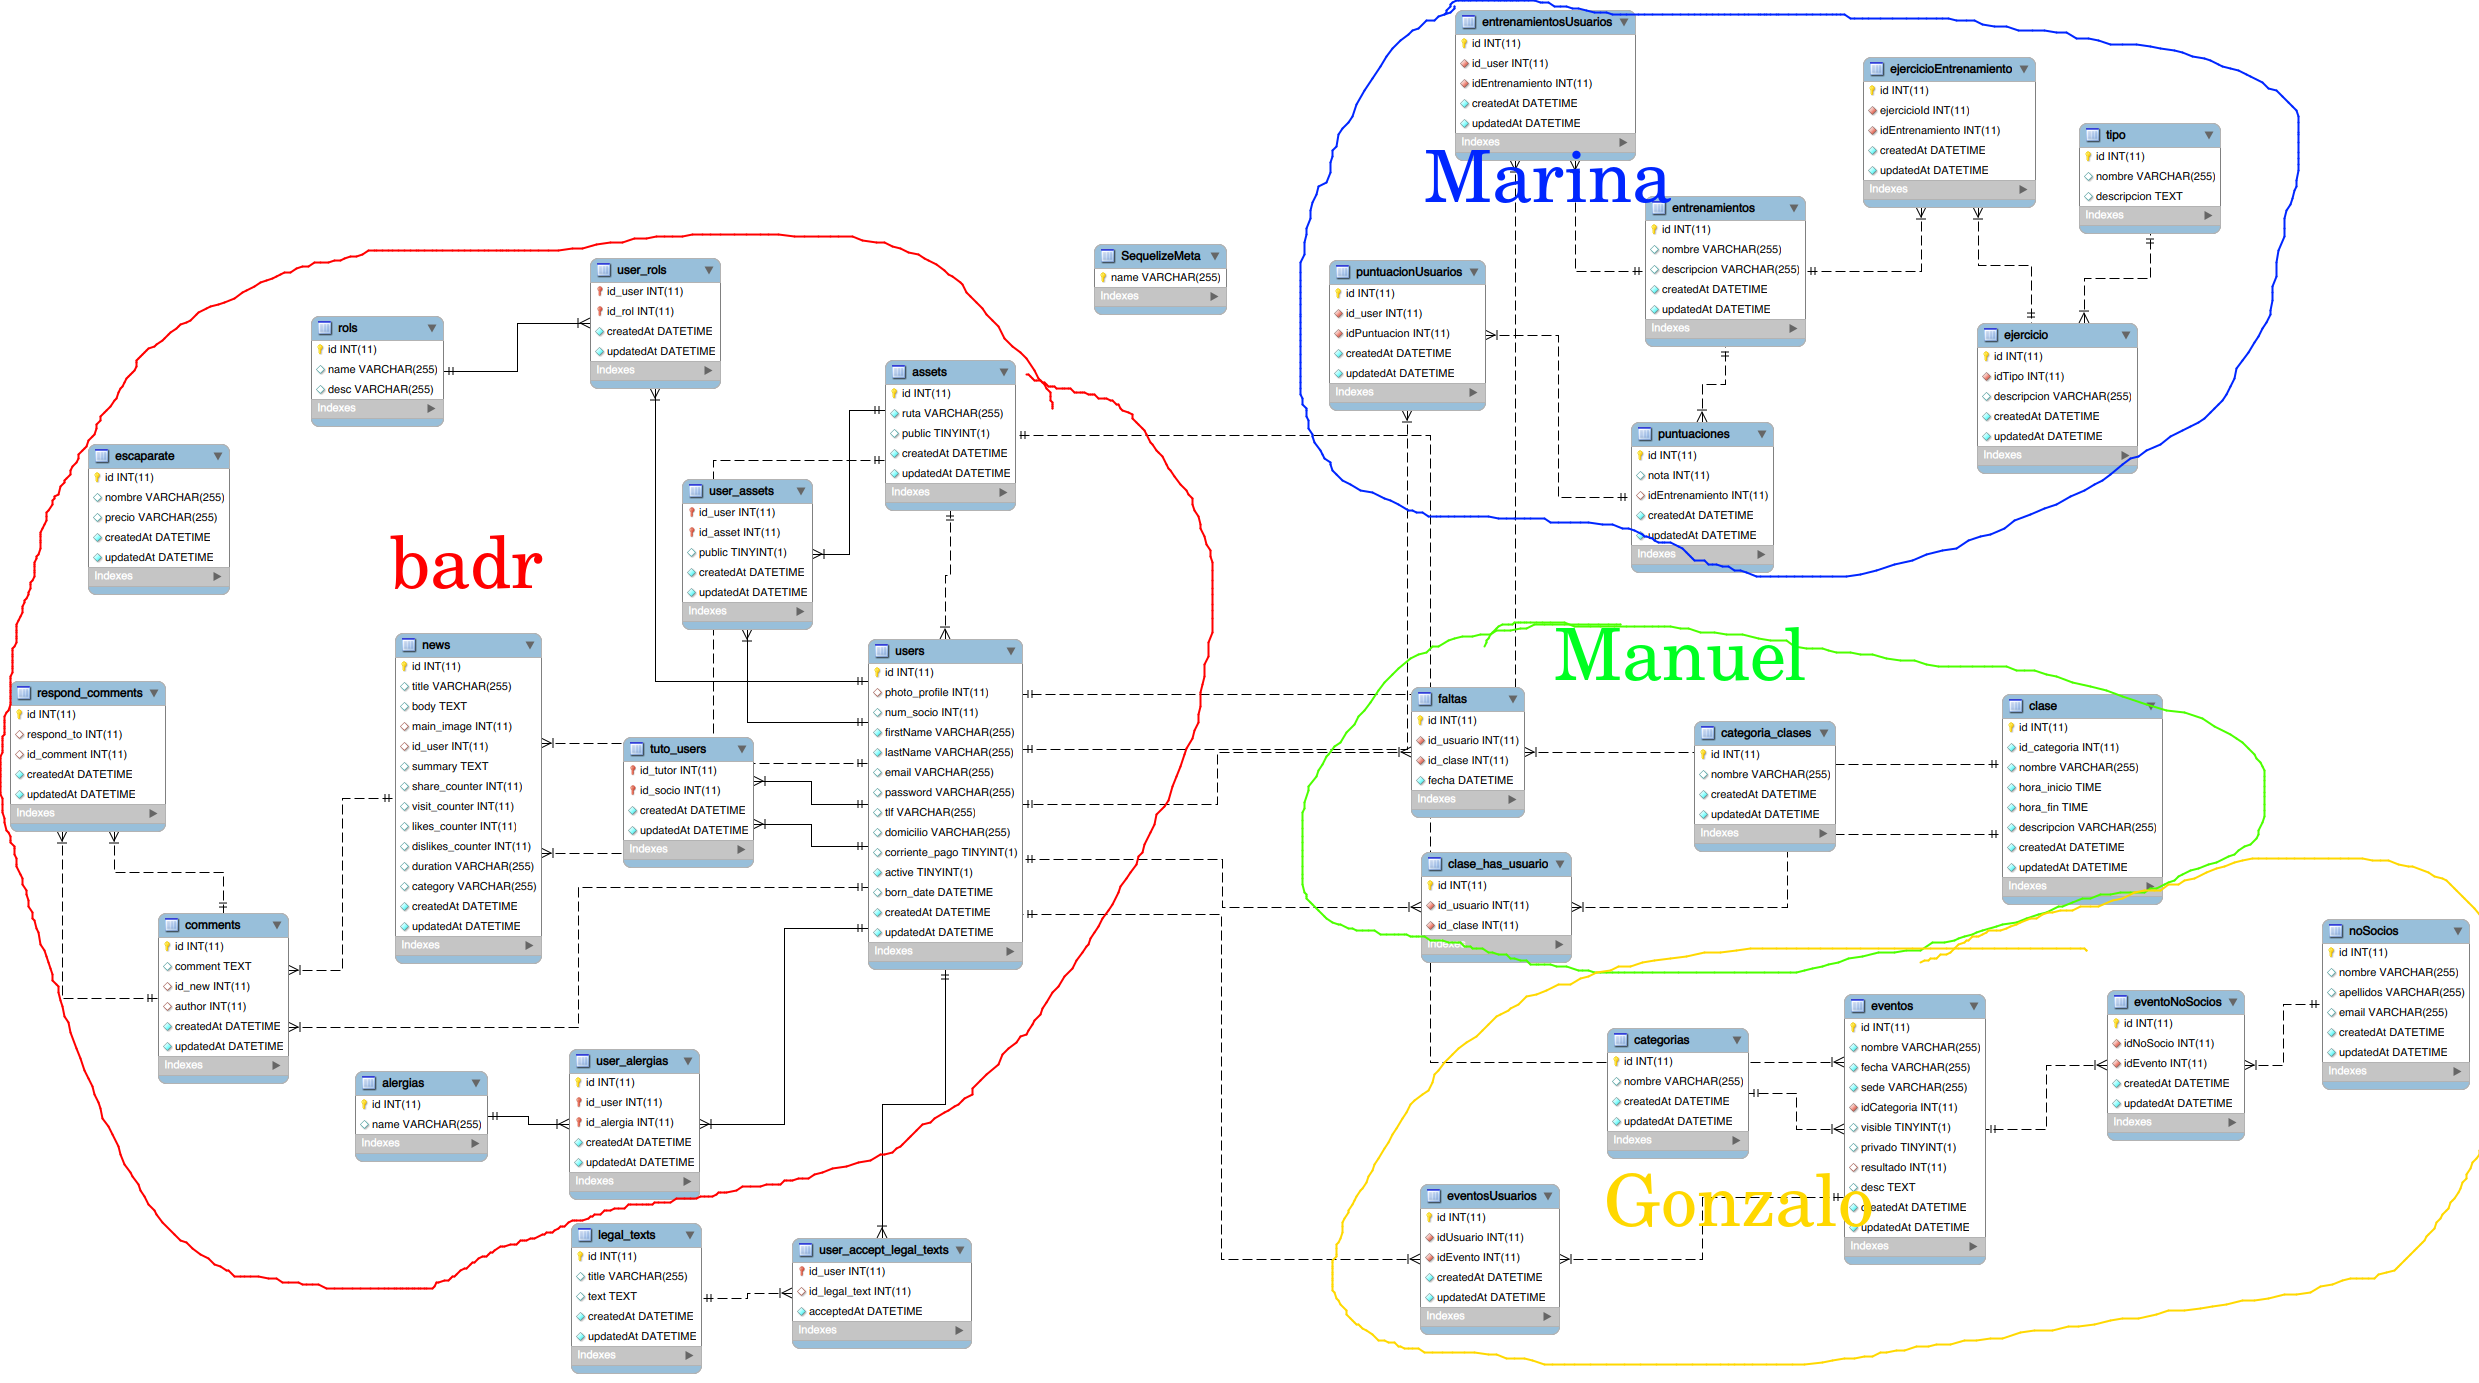 entrenamientosUsuarios
id INT(11)
id_user INT(11)
idEntrenamiento INT(11)
createdAt DATETIME
updatedAt DATETIME
Indexes
Marina
ejercicioEntrenamiento
id INT(11)
ejercicioId INT(11)
idEntrenamiento INT(11)
createdAt DATETIME
updatedAt DATETIME
Indexes
tipo
id INT(11)
nombre VARCHAR(255)
descripcion TEXT
Indexes
entrenamientos
id INT(11)
nombre VARCHAR(255)
descripcion VARCHAR(255)
createdAt DATETIME
updatedAt DATETIME
Indexes
puntuacionUsuarios
id INT(11)
id_user INT(11)
idPuntuacion INT(11)
createdAt DATETIME
updatedAt DATETIME
Indexes
ejercicio
id INT(11)
idTipo INT(11)
descripcion VARCHAR(255)
createdAt DATETIME
updatedAt DATETIME
Indexes
puntuaciones
id INT(11)
nota INT(11)
idEntrenamiento INT(11)
createdAt DATETIME
updatedAt DATETIME
Indexes
SequelizeMeta
name VARCHAR(255)
Indexes
user_rols
id_user INT(11)
id_rol INT(11)
createdAt DATETIME
updatedAt DATETIME
Indexes
rols
id INT(11)
name VARCHAR(255)
desc VARCHAR(255)
Indexes
assets
id INT(11)
ruta VARCHAR(255)
public TINYINT(1)
createdAt DATETIME
updatedAt DATETIME
Indexes
escaparate
id INT(11)
nombre VARCHAR(255)
precio VARCHAR(255)
createdAt DATETIME
updatedAt DATETIME
Indexes
user_assets
id_user INT(11)
id_asset INT(11)
public TINYINT(1)
createdAt DATETIME
updatedAt DATETIME
Indexes
badr
news
id INT(11)
title VARCHAR(255)
body TEXT
main_image INT(11)
id_user INT(11)
summary TEXT
share_counter INT(11)
visit_counter INT(11)
likes_counter INT(11)
dislikes_counter INT(11)
duration VARCHAR(255)
category VARCHAR(255)
createdAt DATETIME
updatedAt DATETIME
Indexes
users
id INT(11)
photo_profile INT(11)
num_socio INT(11)
firstName VARCHAR(255)
lastName VARCHAR(255)
email VARCHAR(255)
password VARCHAR(255)
tlf VARCHAR(255)
domicilio VARCHAR(255)
corriente_pago TINYINT(1)
active TINYINT(1)
born_date DATETIME
createdAt DATETIME
updatedAt DATETIME
Indexes
respond_comments
id INT(11)
respond_to INT(11)
id_comment INT(11)
createdAt DATETIME
updatedAt DATETIME
Indexes
tuto_users
id_tutor INT(11)
id_socio INT(11)
createdAt DATETIME
updatedAt DATETIME
Indexes
comments
id INT(11)
comment TEXT
id_new INT(11)
author INT(11)
createdAt DATETIME
updatedAt DATETIME
Indexes
alergias
id INT(11)
name VARCHAR(255)
Indexes
user_alergias
id INT(11)
id_user INT(11)
id_alergia INT(11)
createdAt DATETIME
updatedAt DATETIME
Indexes
legal_texts
id INT(11)
title VARCHAR(255)
text TEXT
createdAt DATETIME
updatedAt DATETIME
Indexes
user_accept_legal_texts
id_user INT(11)
id_legal_text INT(11)
acceptedAt DATETIME
Indexes
Manuel
faltas
id INT(11)
id_usuario INT(11)
id_clase INT(11)
fecha DATETIME
Indexes
categoria_clases
id INT(11)
nombre VARCHAR(255)
createdAt DATETIME
updatedAt DATETIME
Indexes
clase
id INT(11)
id_categoria INT(11)
nombre VARCHAR(255)
hora_inicio TIME
hora_fin TIME
descripcion VARCHAR(255)
createdAt DATETIME
updatedAt DATETIME
Indexes
clase_has_usuario
id INT(11)
id_usuario INT(11)
id_clase INT(11)
Indexes
noSocios
id INT(11)
nombre VARCHAR(255)
apellidos VARCHAR(255)
email VARCHAR(255)
createdAt DATETIME
updatedAt DATETIME
Indexes
eventos
id INT(11)
nombre VARCHAR(255)
fecha VARCHAR(255)
sede VARCHAR(255)
idCategoria INT(11)
visible TINYINT(1)
privado TINYINT(1)
resultado INT(11)
desc TEXT
createdAt DATETIME
updatedAt DATETIME
Indexes
eventoNoSocios
id INT(11)
idNoSocio INT(11)
idEvento INT(11)
createdAt DATETIME
updatedAt DATETIME
Indexes
categorias
id INT(11)
nombre VARCHAR(255)
createdAt DATETIME
updatedAt DATETIME
Indexes
Gonzalo
eventosUsuarios
id INT(11)
idUsuario INT(11)
idEvento INT(11)
createdAt DATETIME
updatedAt DATETIME
Indexes